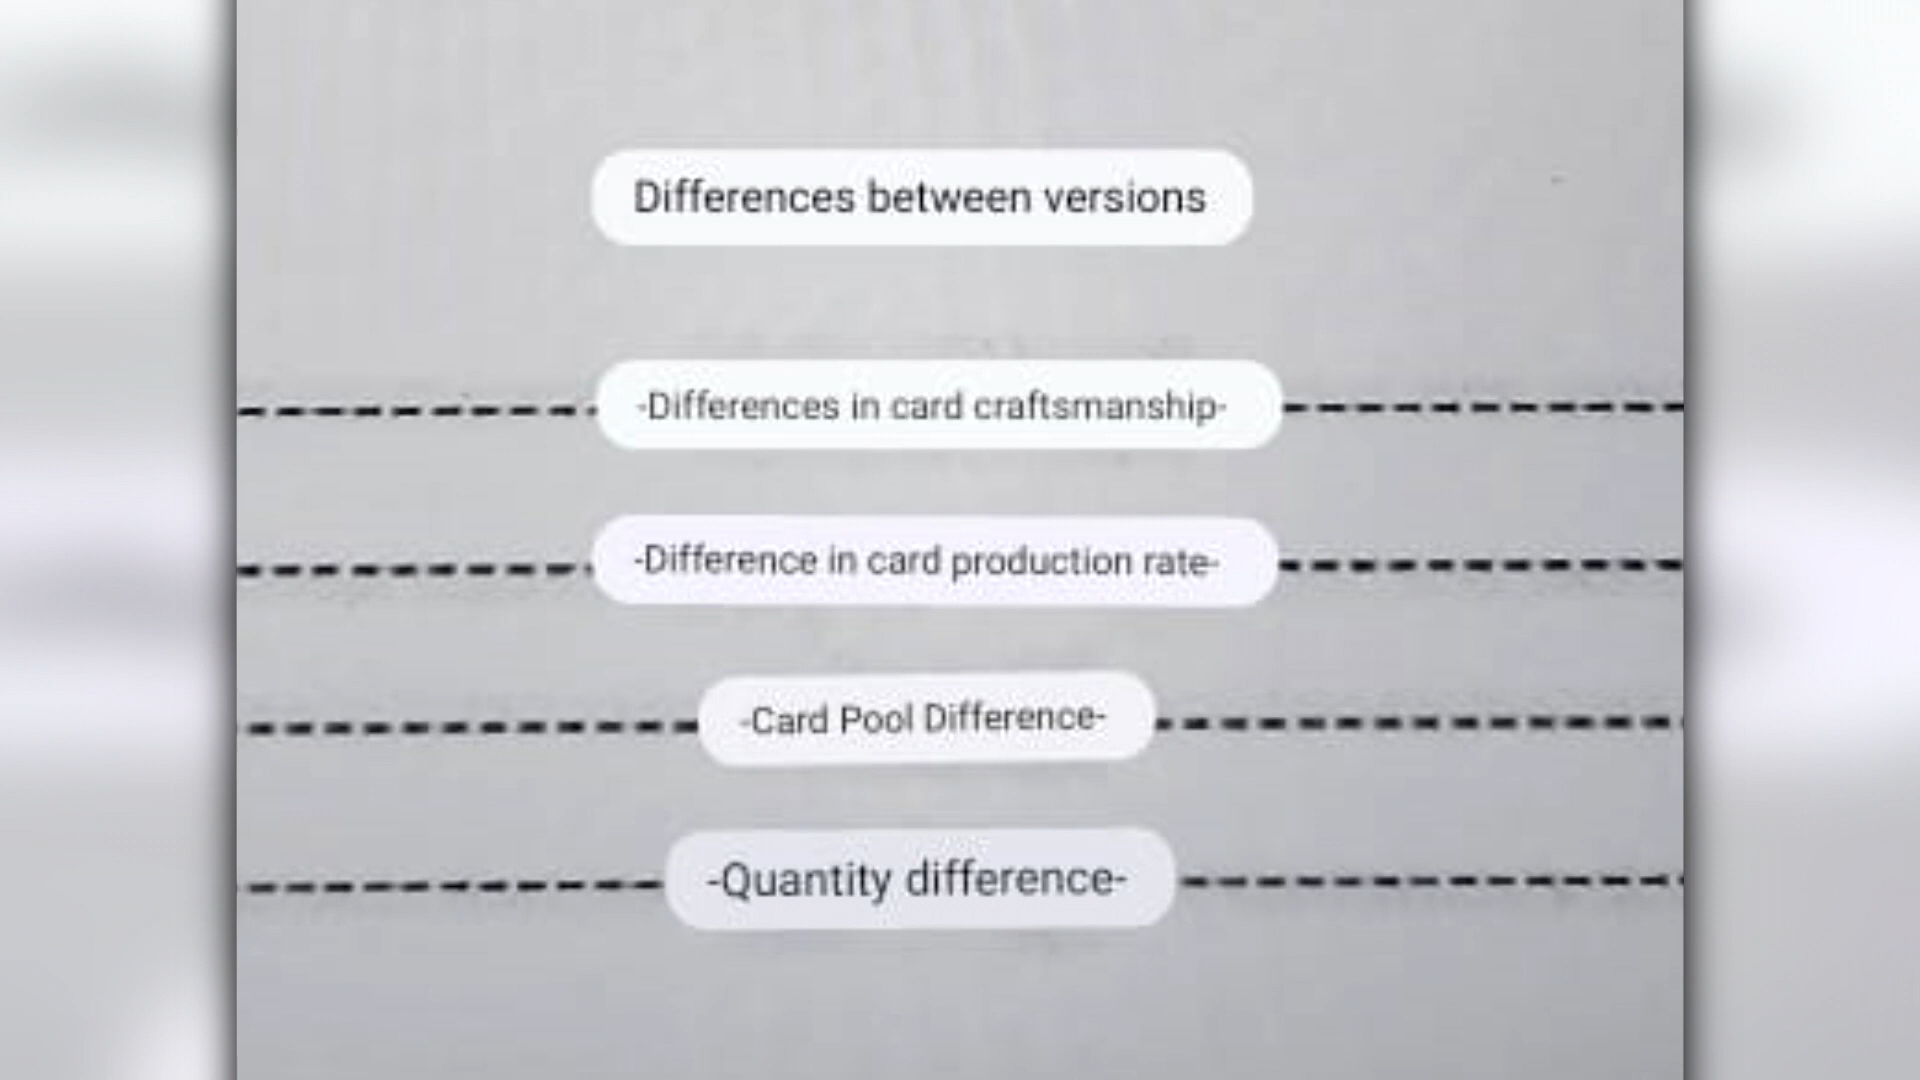 Differences between versions
-Differences in card craftsmanship-
-Difference in card production rate-
-Card Pool Difference-
-Quantity difference-